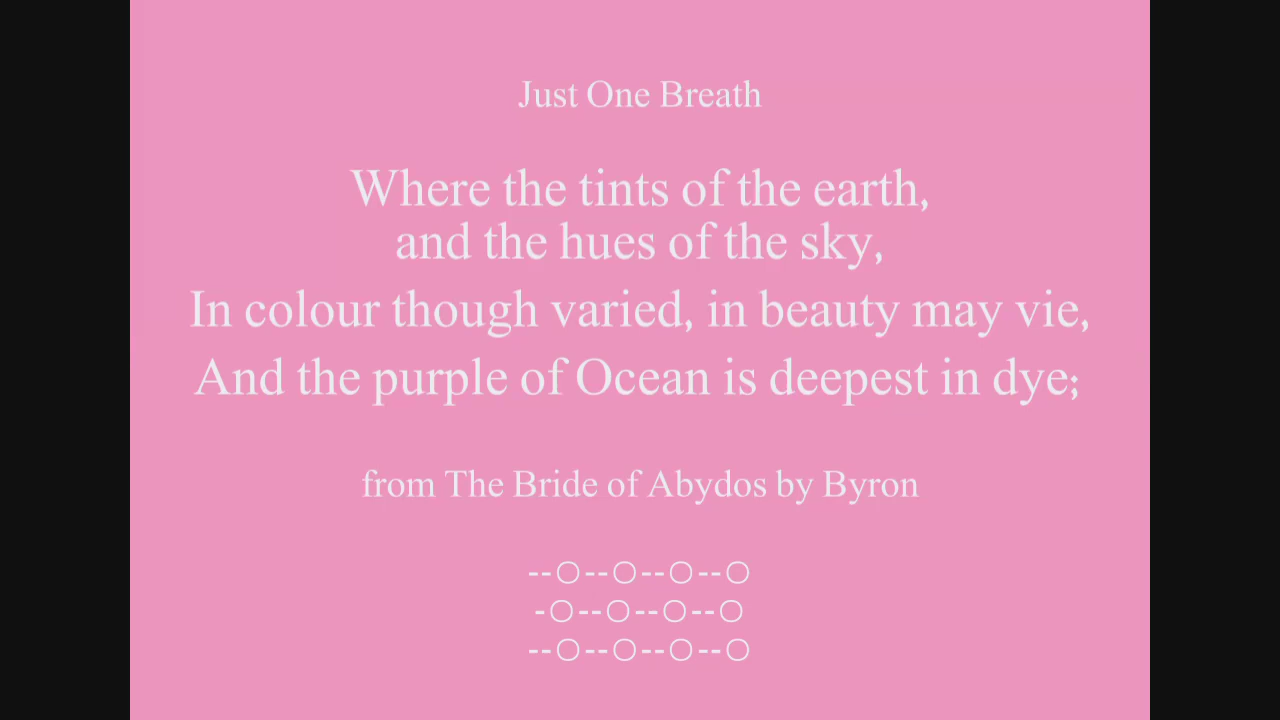 Just One Breath
Where the tints of the earth,
and the hues of the sky,
In colour though varied, in beauty may vie,
And the purple of Ocean is deepest in dye;
from The Bride of Abydos by Byron
--O--O--O--O
-O--O--O--O
--O--O--O--O